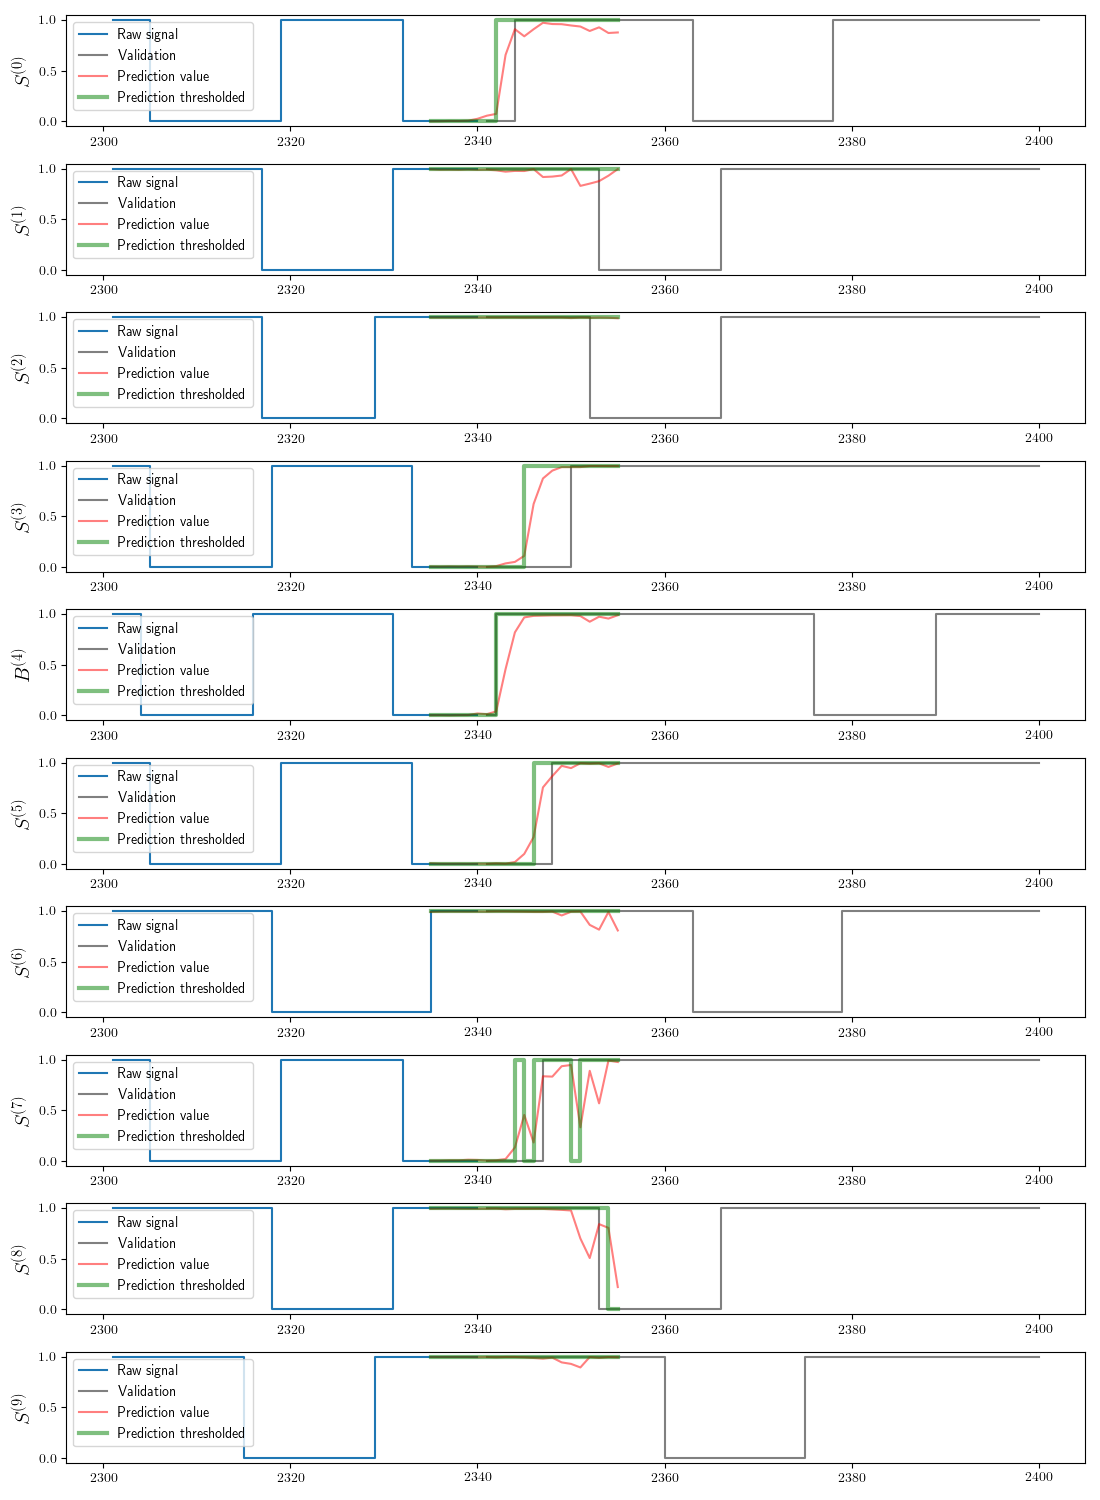 1.0
0.5
0.0
S^(0)
Raw signal
Validation
Prediction value
Prediction thresholded
2300 2320 2340 2360 2380 2400
1.0
0.5
0.0
S^(1)
Raw signal
Validation
Prediction value
Prediction thresholded
2300 2320 2340 2360 2380 2400
1.0
0.5
0.0
S^(2)
Raw signal
Validation
Prediction value
Prediction thresholded
2300 2320 2340 2360 2380 2400
1.0
0.5
0.0
S^(3)
Raw signal
Validation
Prediction value
Prediction thresholded
2300 2320 2340 2360 2380 2400
1.0
0.5
0.0
B^(4)
Raw signal
Validation
Prediction value
Prediction thresholded
2300 2320 2340 2360 2380 2400
1.0
0.5
0.0
S^(5)
Raw signal
Validation
Prediction value
Prediction thresholded
2300 2320 2340 2360 2380 2400
1.0
0.5
0.0
S^(6)
Raw signal
Validation
Prediction value
Prediction thresholded
2300 2320 2340 2360 2380 2400
1.0
0.5
0.0
S^(7)
Raw signal
Validation
Prediction value
Prediction thresholded
2300 2320 2340 2360 2380 2400
1.0
0.5
0.0
S^(8)
Raw signal
Validation
Prediction value
Prediction thresholded
2300 2320 2340 2360 2380 2400
1.0
0.5
0.0
S^(9)
Raw signal
Validation
Prediction value
Prediction thresholded
2300 2320 2340 2360 2380 2400